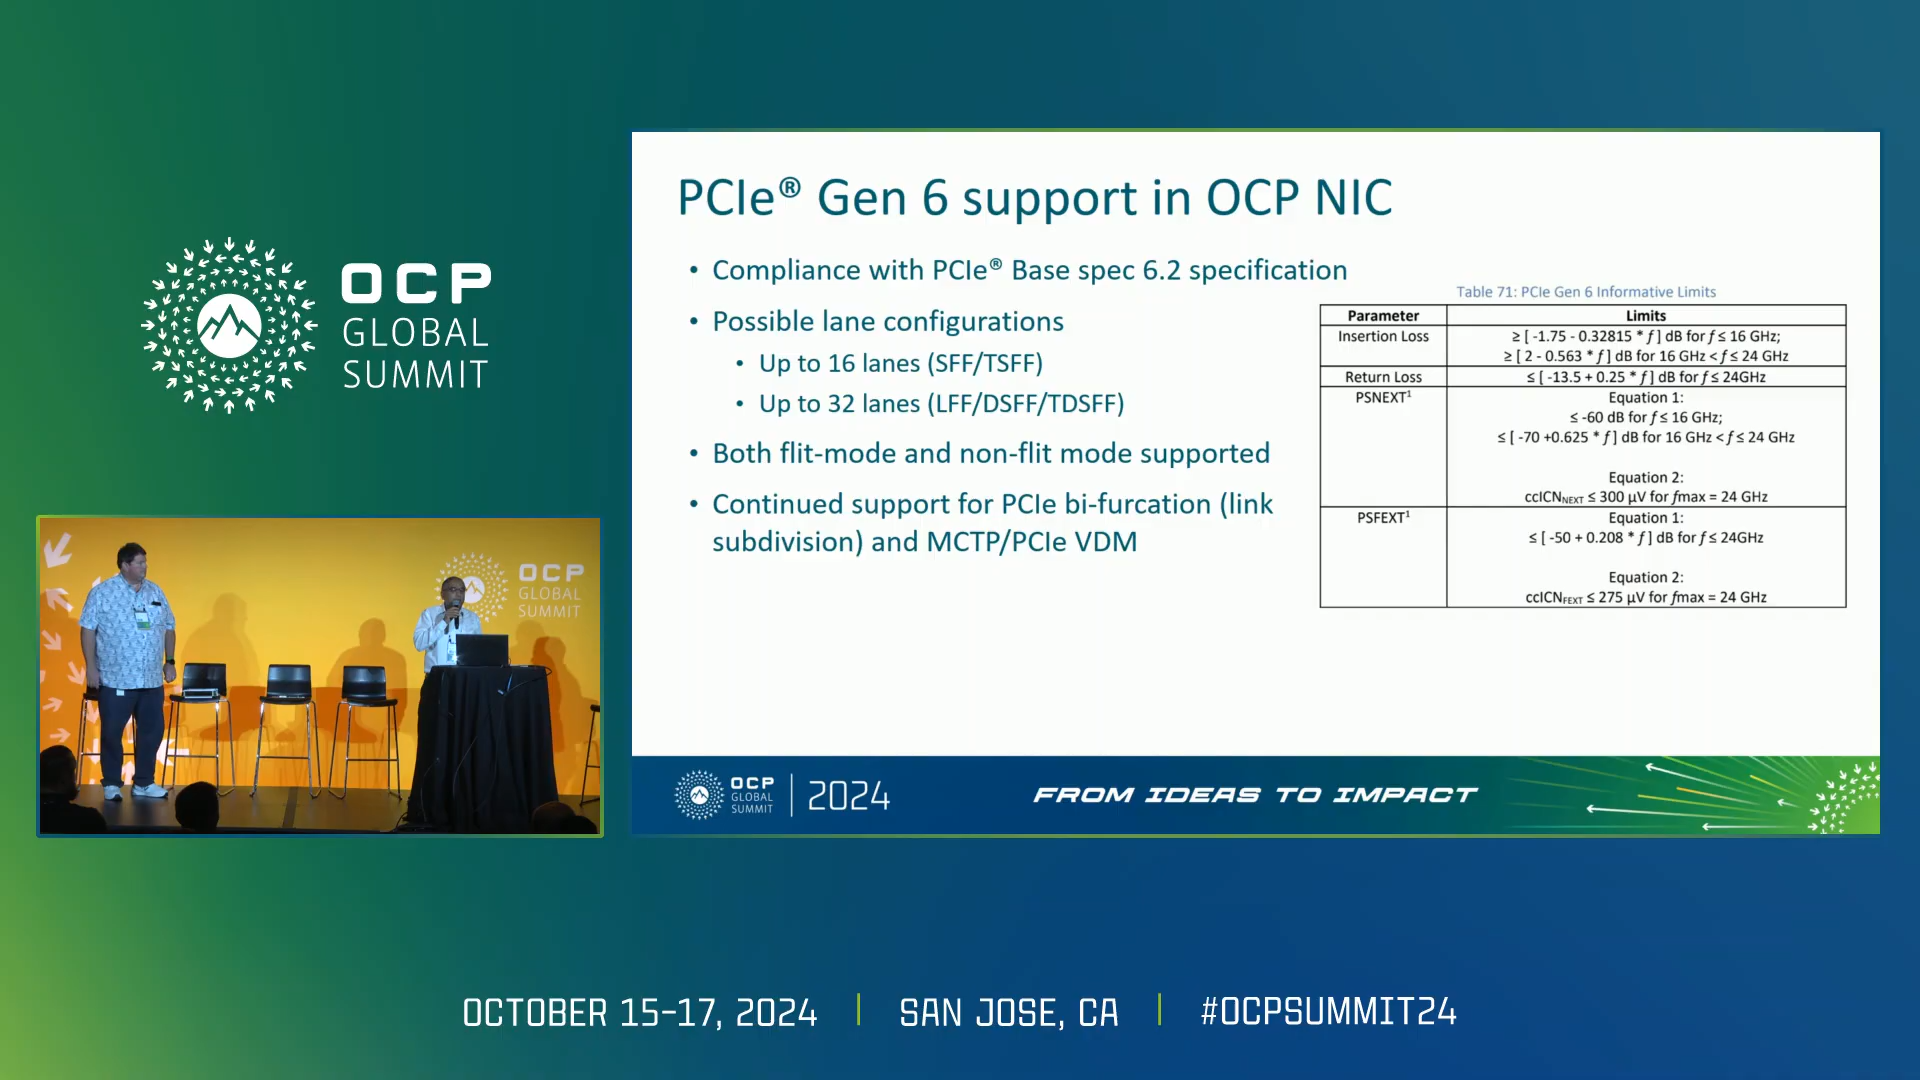 OCP
GLOBAL
SUMMIT
PCIe® Gen 6 support in OCP NIC
• Compliance with PCIe® Base spec 6.2 specification
• Possible lane configurations
• Up to 16 lanes (SFF/TSFF)
• Up to 32 lanes (LFF/DSFF/TDSFF)
• Both flit-mode and non-flit mode supported
• Continued support for PCIe bi-furcation (link
subdivision) and MCTP/PCIe VDM
Table 71: PCIe Gen 6 Informative Limits
Parameter Limits
Insertion Loss ≥ [ -1.75 - 0.32815 * f ] dB for f ≤ 16 GHz;
≥ [ 2 - 0.563 * f ] dB for 16 GHz < f ≤ 24 GHz
Return Loss ≤ [ -13.5 + 0.25 * f ] dB for f ≤ 24GHz
PSNEXT¹ Equation 1:
≤ -60 dB for f ≤ 16 GHz;
≤ [ -70 +0.625 * f ] dB for 16 GHz < f ≤ 24 GHz
Equation 2:
ccICNNEXT ≤ 300 µV for fmax = 24 GHz
PSFEXT¹ Equation 1:
≤ [ -50 + 0.208 * f ] dB for f ≤ 24GHz
Equation 2:
ccICNFEXT ≤ 275 µV for fmax = 24 GHz
OCP
GLOBAL
SUMMIT
OCP
GLOBAL
SUMMIT
2024
FROM IDEAS TO IMPACT
OCTOBER 15-17, 2024 | SAN JOSE, CA | #OCPSUMMIT24